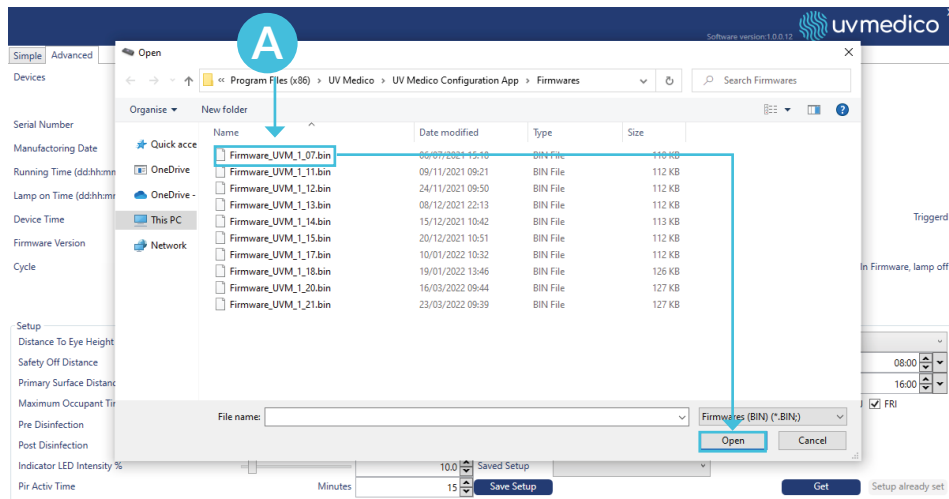 Software version:1.0.0.12
uvmedico
A
Simple Advanced
Open
Devices
« Program Files (x86) › UV Medico › UV Medico Configuration App › Firmwares
Search Firmwares
Organise New folder
Serial Number
Name Date modified Type Size
Manufactoring Date
Quick acce
Firmware_UVM_1_07.bin 06/07/2021 15:10 BIN File 110 KB
Running Time (dd:hh:mm
OneDrive
Firmware_UVM_1_11.bin 09/11/2021 09:21 BIN File 112 KB
Lamp on Time (dd:hh:mm
OneDrive -
Firmware_UVM_1_12.bin 24/11/2021 09:50 BIN File 112 KB
Firmware_UVM_1_13.bin 08/12/2021 22:13 BIN File 112 KB
Device Time
This PC
Firmware_UVM_1_14.bin 15/12/2021 10:42 BIN File 113 KB
Triggerd
Firmware_UVM_1_15.bin 20/12/2021 10:51 BIN File 112 KB
Firmware Version
Network
Firmware_UVM_1_17.bin 10/01/2022 10:32 BIN File 112 KB
Cycle
Firmware_UVM_1_18.bin 19/01/2022 13:46 BIN File 126 KB
In Firmware, lamp off
Firmware_UVM_1_20.bin 16/03/2022 09:44 BIN File 127 KB
Firmware_UVM_1_21.bin 23/03/2022 09:39 BIN File 127 KB
Setup
Distance To Eye Height
Safety Off Distance
08:00
Primary Surface Distanc
16:00
Maximum Occupant Tim
FRI
File name: Firmwares (BIN) (*.BIN;)
Pre Disinfection
Open Cancel
Post Disinfection
Indicator LED Intensity % 10.0 Saved Setup
Pir Activ Time Minutes 15 Save Setup Get Setup already set